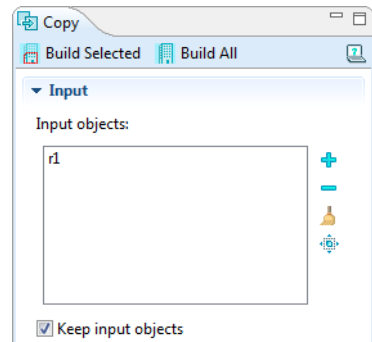 Copy
Build Selected Build All
Input
Input objects:
r1
Keep input objects